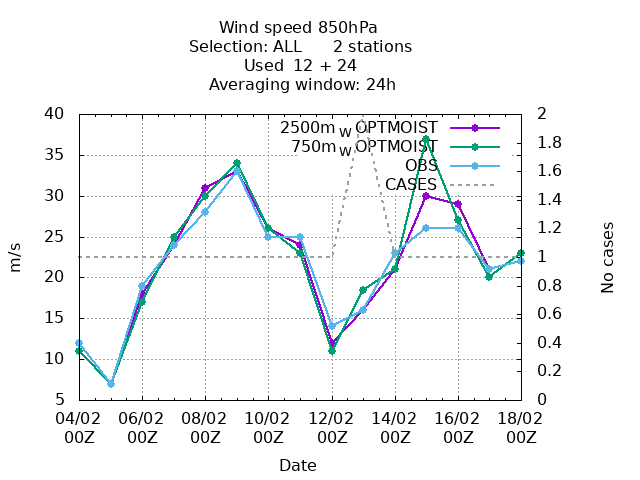 Wind speed 850hPa
Selection: ALL 2 stations
Used 12 + 24
Averaging window: 24h
2500m W OPTMOIST
750m W OPTMOIST
OBS
CASES
40
35
30
25
20
15
10
5
2
1.8
1.6
1.4
1.2
1
0.8
0.6
0.4
0.2
0
m/s
No cases
04/02 06/02 08/02 10/02 12/02 14/02 16/02 18/02
00Z 00Z 00Z 00Z 00Z 00Z 00Z 00Z
Date